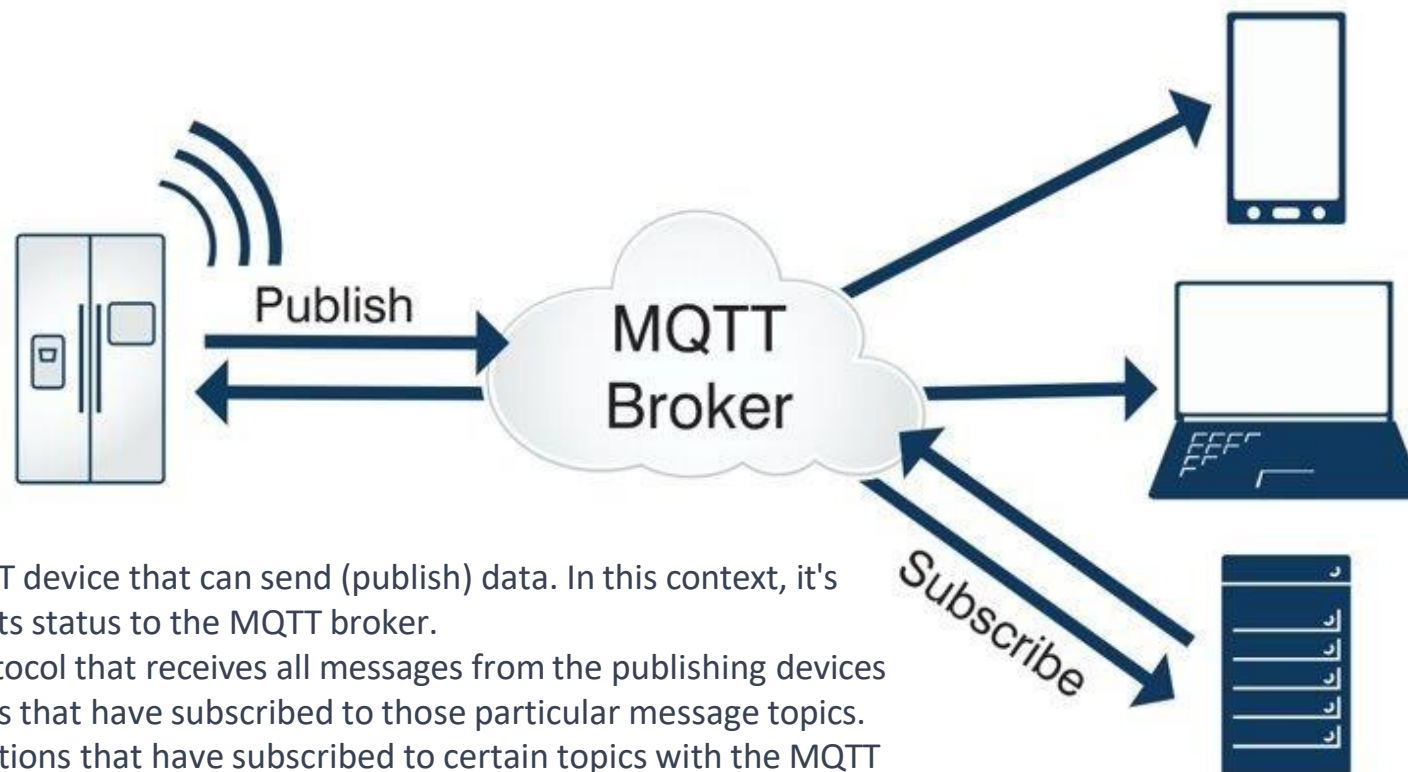 Publish
MQTT
Broker
Subscribe
T device that can send (publish) data. In this context, it's
ts status to the MQTT broker.
tocol that receives all messages from the publishing devices
s that have subscribed to those particular message topics.
tions that have subscribed to certain topics with the MQTT